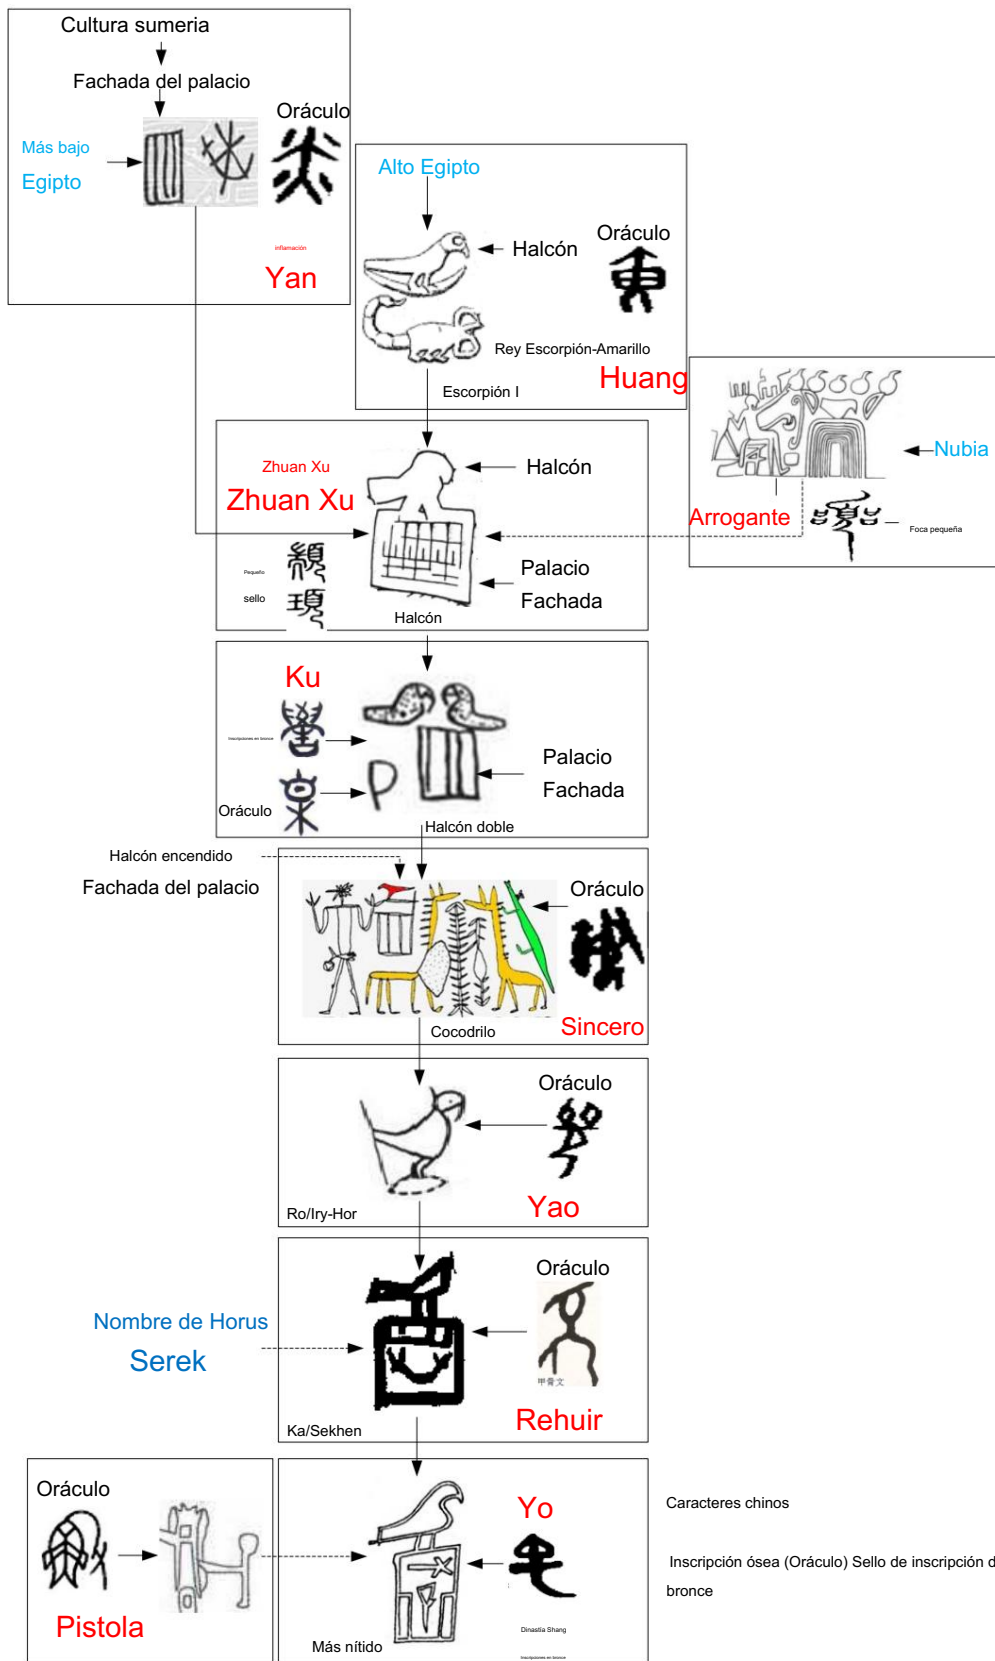 Cultura sumeria
Fachada del palacio
Oráculo
Más bajo
Egipto
inflamación
Yan
Alto Egipto
Halcón
Oráculo
Rey Escorpión-Amarillo
Huang
Escorpión I
Nubia
Arrogante
Foca pequeña
Zhuan Xu
Zhuan Xu
Halcón
Pequeño
sello
Palacio
Fachada
Halcón
Ku
Inscripciones en bronce
Oráculo
Palacio
Fachada
Halcón doble
Halcón encendido
Fachada del palacio
Oráculo
Sincero
Cocodrilo
Oráculo
Yao
Ro/Iry-Hor
Oráculo
甲骨文
Nombre de Horus
Serek
Rehuir
Ka/Sekhen
Oráculo
Pistola
Yo
Dinastía Shang
Inscripciones en bronce
Más nítido
Caracteres chinos
Inscripción ósea (Oráculo) Sello de inscripción d
bronce